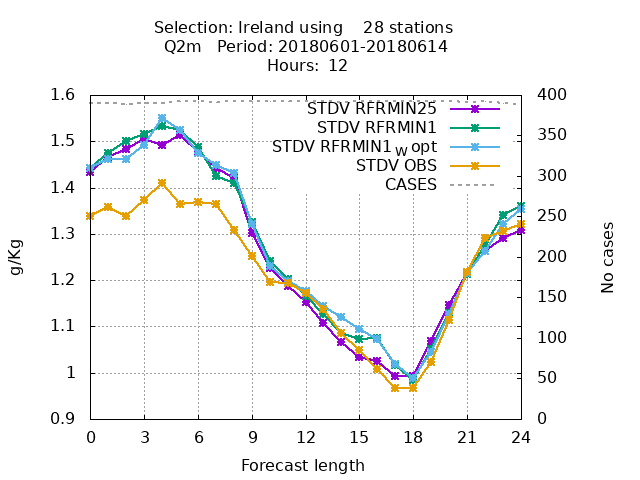 Selection: Ireland using    28 stations
Q2m   Period: 20180601-20180614
Hours: 12
1.6
1.5
1.4
1.3
1.2
1.1
1
0.9
g/Kg
STDV RFRMIN25
STDV RFRMIN1
STDV RFRMIN1_w opt
STDV OBS
CASES
400
350
300
250
200
150
100
50
0
No cases
0 3 6 9 12 15 18 21 24
Forecast length